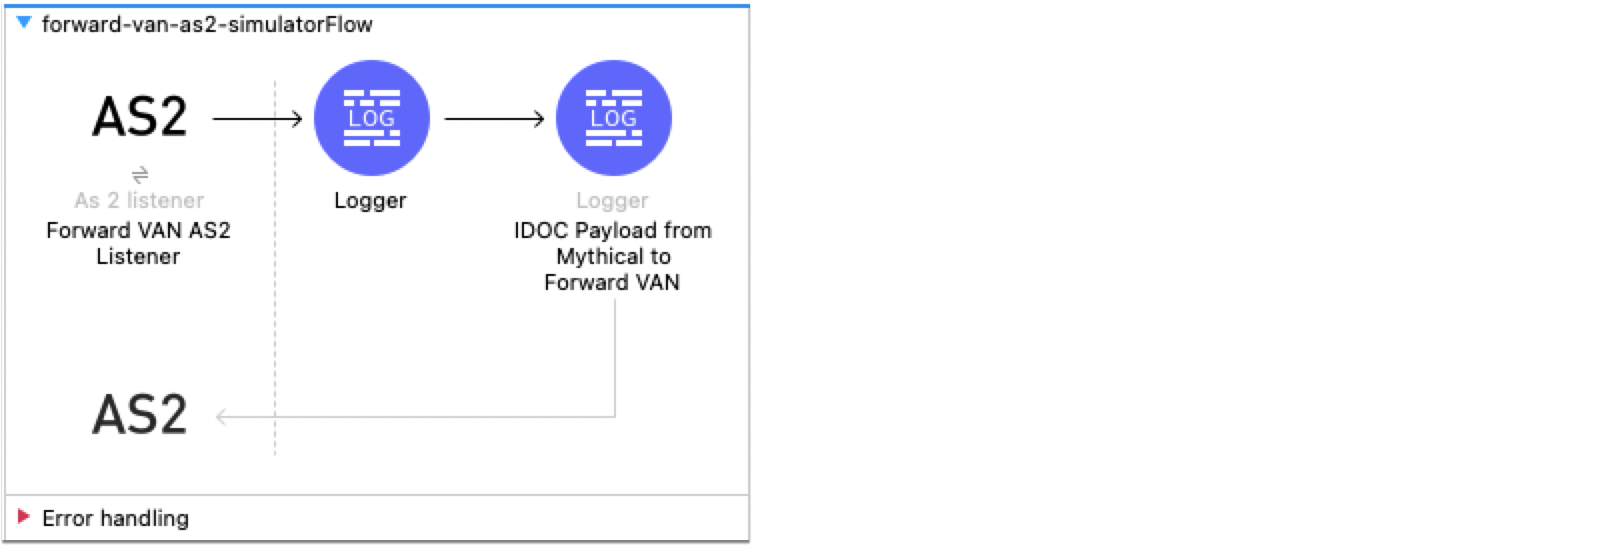 forward-van-as2-simulatorFlow
AS2
LOG
LOG
As 2 listener
Forward VAN AS2
Listener
Logger
Logger
IDOC Payload from
Mythical to
Forward VAN
AS2
Error handling